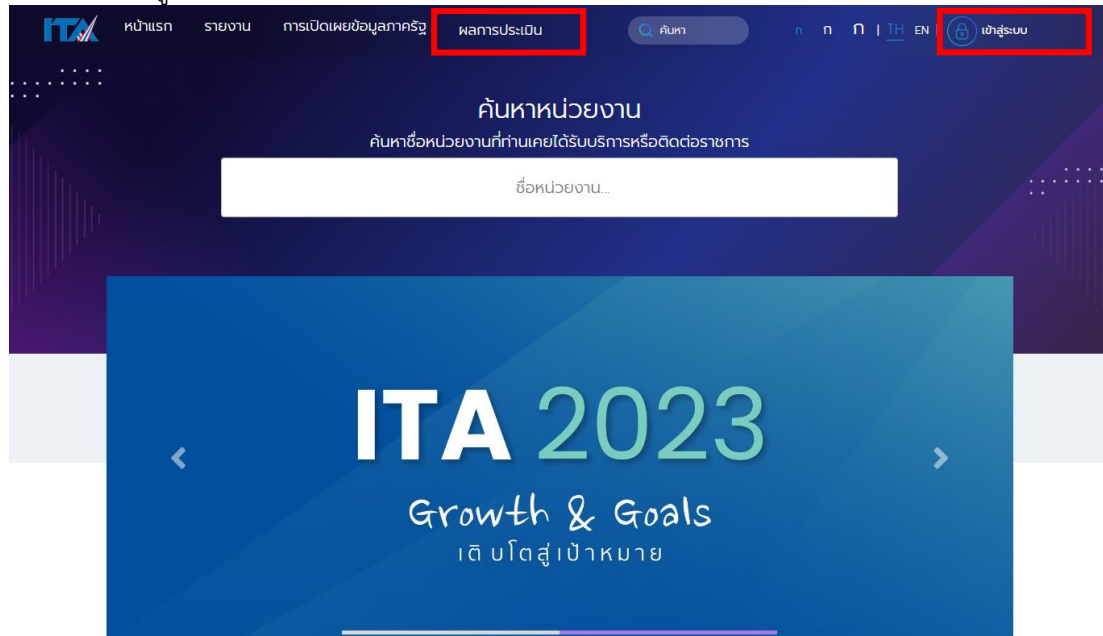 ITA หน้าแรก รายงาน การเปิดเผยข้อมูลภาครัฐ ผลการประเมิน ค้นหา ก ก ก | TH EN | เข้าสู่ระบบ
ค้นหาหน่วยงาน
ค้นหาชื่อหน่วยงานที่ท่านเคยได้รับบริการหรือติดต่อราชการ
ชื่อหน่วยงาน...
ITA 2023
Growth & Goals
เติบโตสู่เป้าหมาย